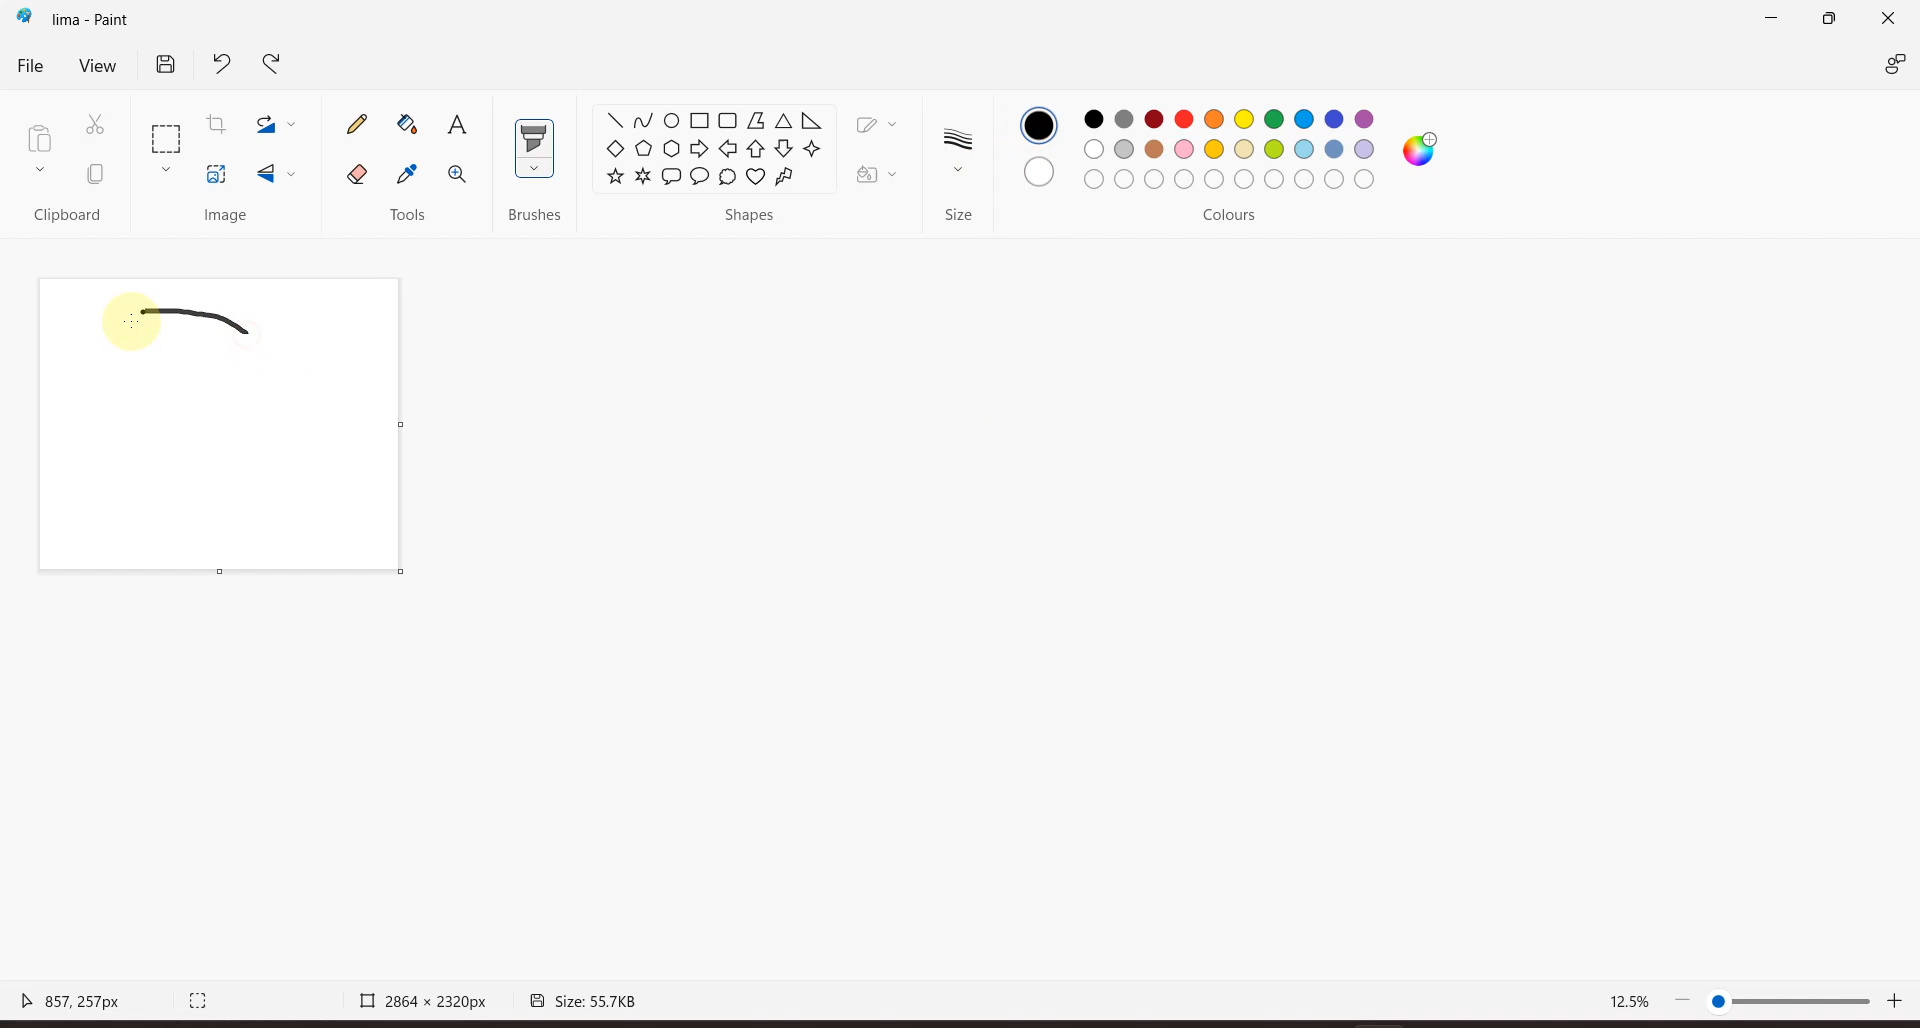 lima - Paint
File View
Clipboard Image Tools Brushes Shapes Size Colours
857, 257px 2864 × 2320px Size: 55.7KB 12.5%